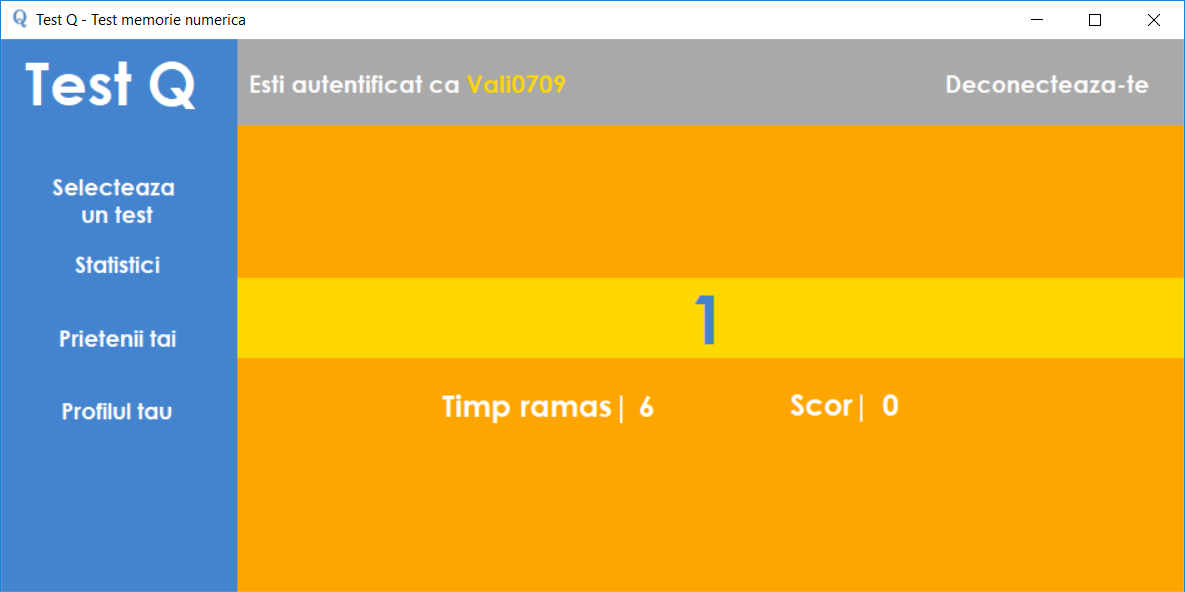 Test Q - Test memorie numerica
Test Q
Esti autentificat ca Vali0709
Deconecteaza-te
Selecteaza
un test
Statistici
Prietenii tai
Profilul tau
1
Timp ramas| 6
Scor| 0